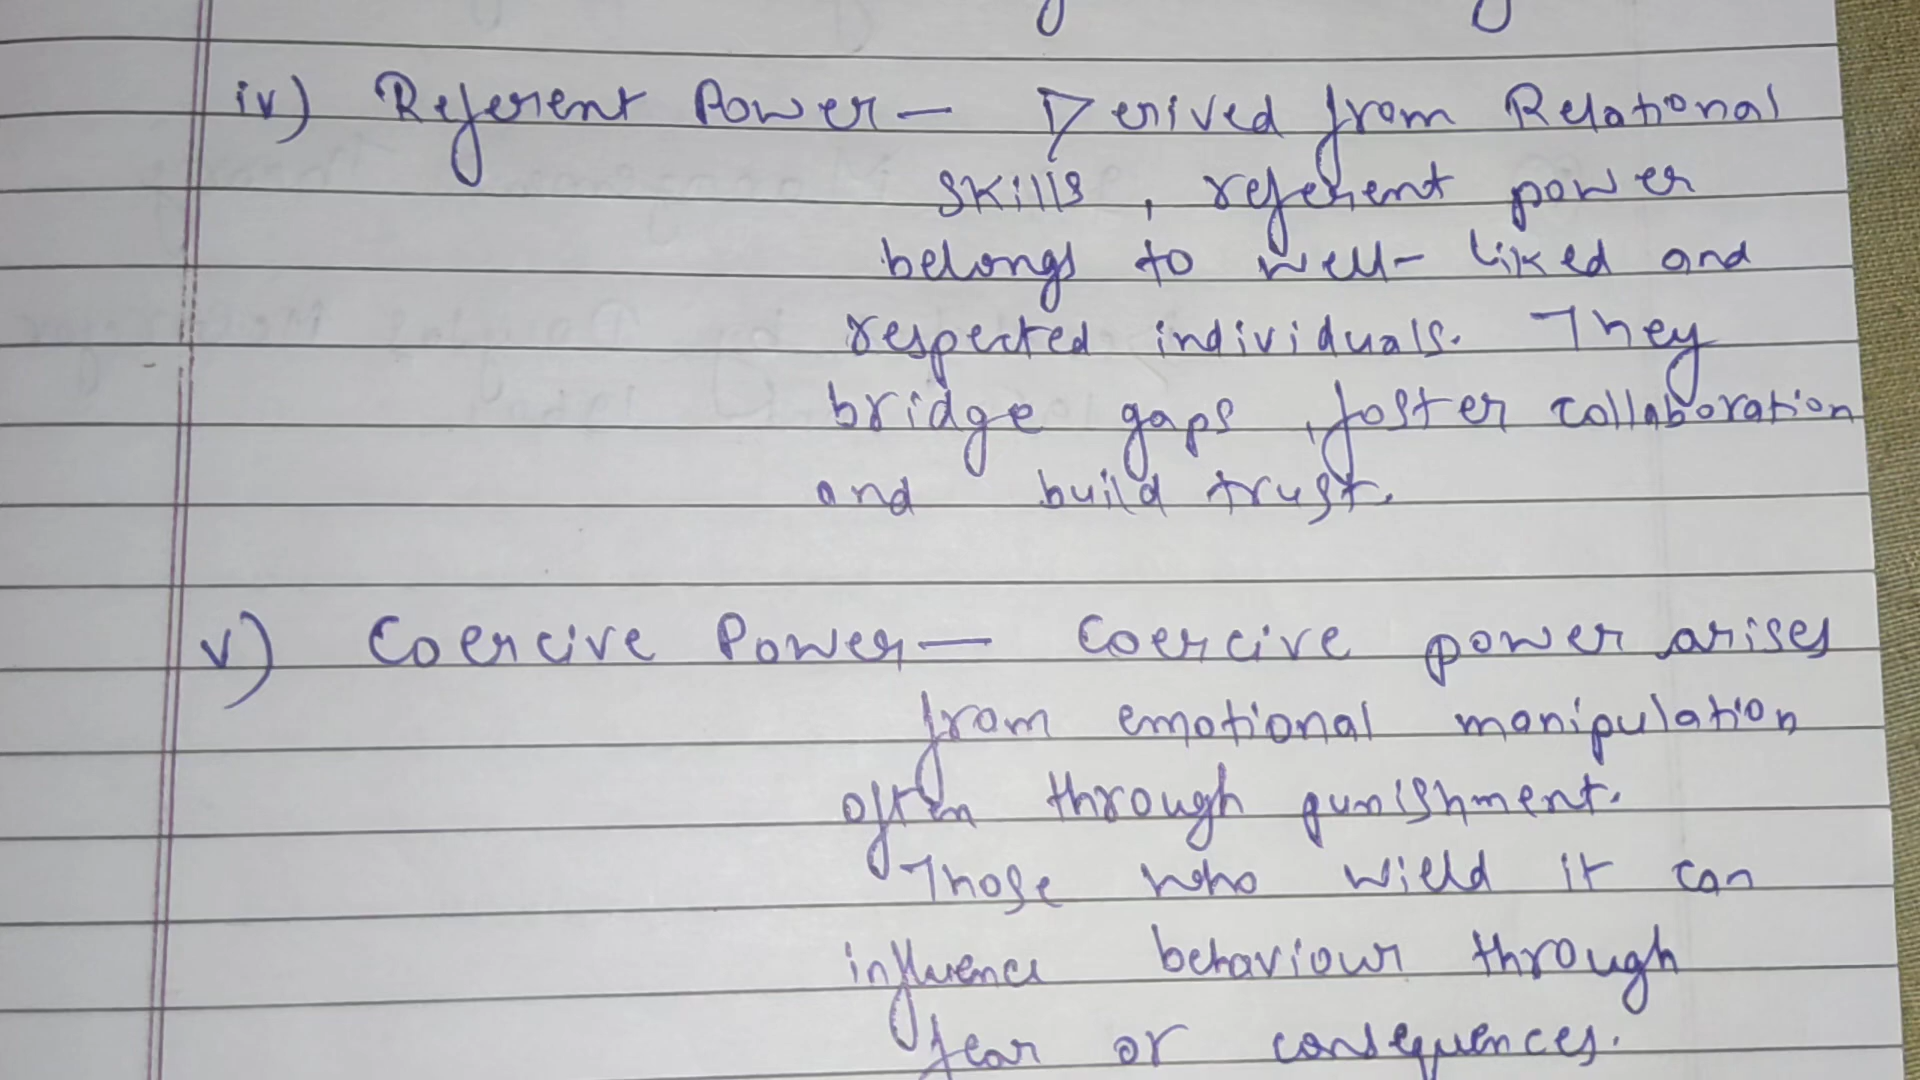 iv) Referent Power — Derived from Relational
skills, referent power
belongs to well-liked and
respected individuals. They
bridge gaps, foster collaboration
and build trust.
v) Coercive Power — Coercive power arises
from emotional manipulation
often through punishment.
Those who wield it can
influence behaviour through
fear or consequences.